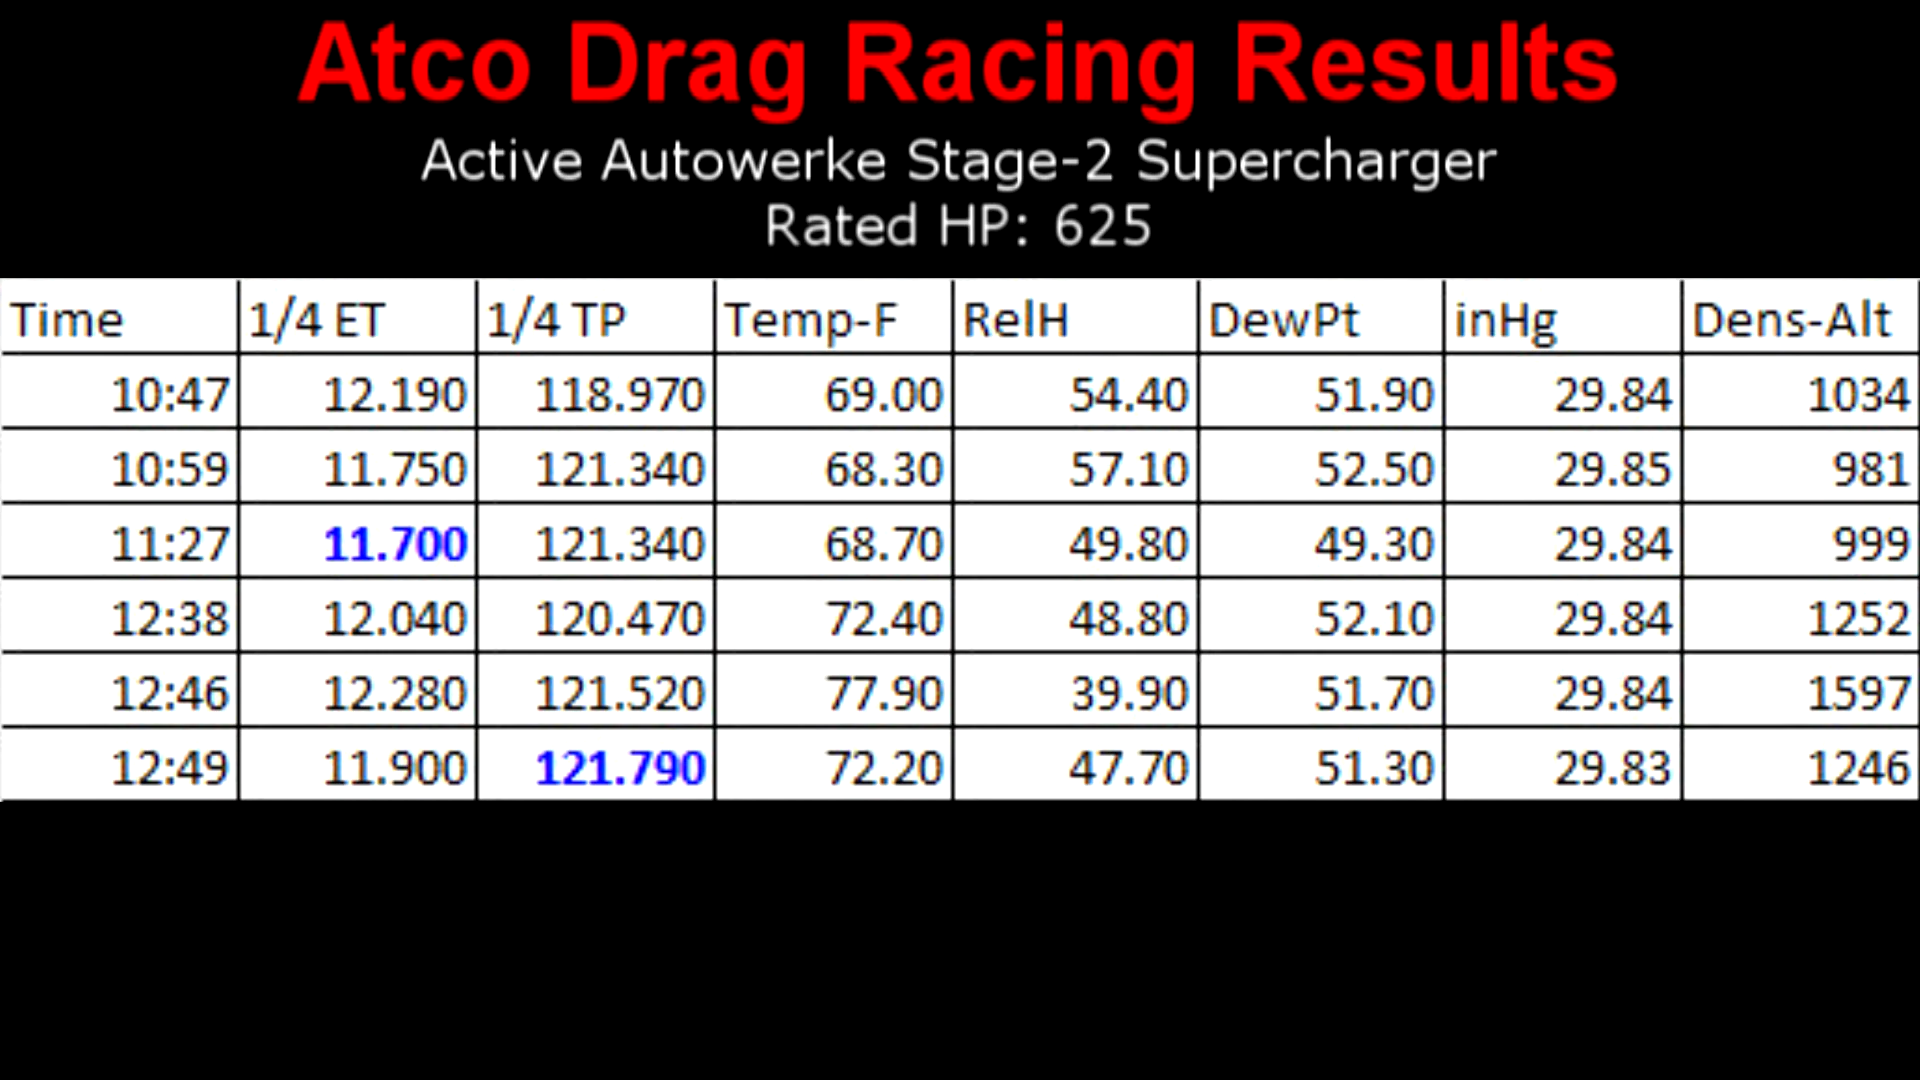 Atco Drag Racing Results
Active Autowerke Stage-2 Supercharger
Rated HP: 625
Time 1/4 ET 1/4 TP Temp-F RelH DewPt inHg Dens-Alt
10:47 12.190 118.970 69.00 54.40 51.90 29.84 1034
10:59 11.750 121.340 68.30 57.10 52.50 29.85 981
11:27 11.700 121.340 68.70 49.80 49.30 29.84 999
12:38 12.040 120.470 72.40 48.80 52.10 29.84 1252
12:46 12.280 121.520 77.90 39.90 51.70 29.84 1597
12:49 11.900 121.790 72.20 47.70 51.30 29.83 1246